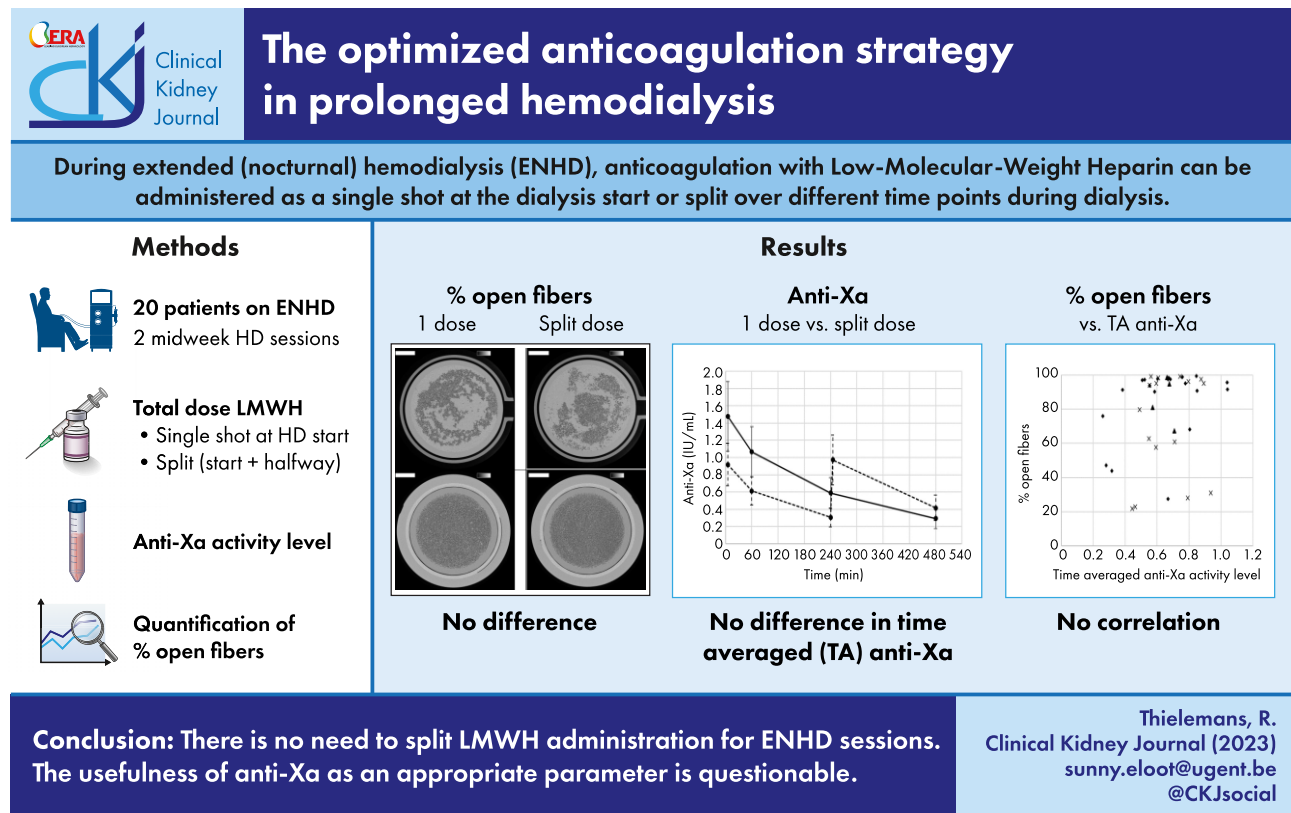 ERA
CKJ
Clinical
Kidney
Journal
The optimized anticoagulation strategy
in prolonged hemodialysis
During extended (nocturnal) hemodialysis (ENHD), anticoagulation with Low-Molecular-Weight Heparin can be
administered as a single shot at the dialysis start or split over different time points during dialysis.
Methods
20 patients on ENHD
2 midweek HD sessions
Total dose LMWH
• Single shot at HD start
• Split (start + halfway)
Anti-Xa activity level
Quantification of
% open fibers
Results
% open fibers
1 dose Split dose
No difference
Anti-Xa
1 dose vs. split dose
Anti-Xa (IU/mL)
2.0
1.8
1.6
1.4
1.2
1.0
0.8
0.6
0.4
0.2
0
0 60 120 180 240 300 360 420 480 540
Time (min)
No difference in time
averaged (TA) anti-Xa
% open fibers
vs. TA anti-Xa
% open fibers
100
80
60
40
20
0
0 0.2 0.4 0.6 0.8 1.0 1.2
Time averaged anti-Xa activity level
No correlation
Conclusion: There is no need to split LMWH administration for ENHD sessions.
The usefulness of anti-Xa as an appropriate parameter is questionable.
Thielemans, R.
Clinical Kidney Journal (2023)
sunny.eloot@ugent.be
@CKJsocial